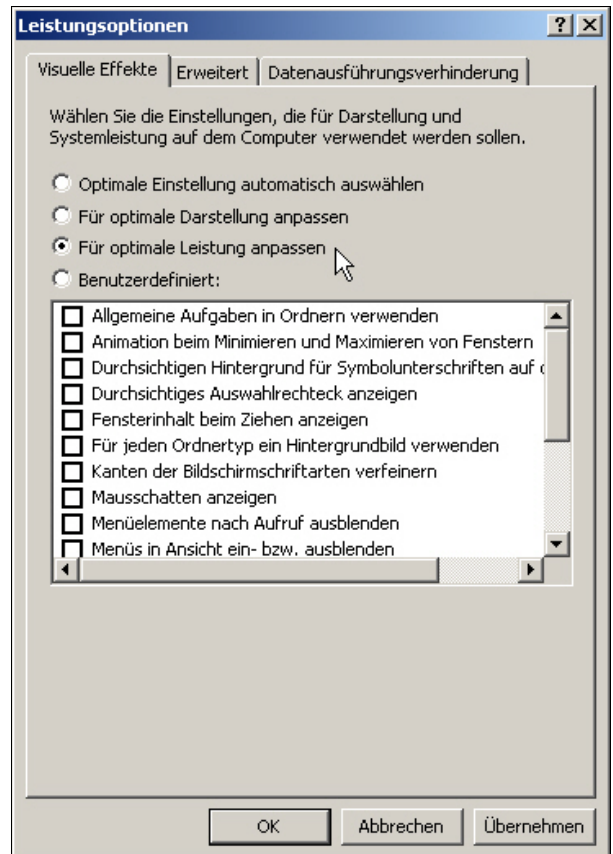 Leistungsoptionen
Visuelle Effekte Erweitert Datenausführungsverhinderung
Wählen Sie die Einstellungen, die für Darstellung und
Systemleistung auf dem Computer verwendet werden sollen.
Optimale Einstellung automatisch auswählen
Für optimale Darstellung anpassen
Für optimale Leistung anpassen
Benutzerdefiniert:
Allgemeine Aufgaben in Ordnern verwenden
Animation beim Minimieren und Maximieren von Fenstern
Durchsichtigen Hintergrund für Symbolunterschriften auf
Durchsichtiges Auswahlrechteck anzeigen
Fensterinhalt beim Ziehen anzeigen
Für jeden Ordnertyp ein Hintergrundbild verwenden
Kanten der Bildschirmschriftarten verfeinern
Mausschatten anzeigen
Menüelemente nach Aufruf ausblenden
Menüs in Ansicht ein- bzw. ausblenden
OK Abbrechen Übernehmen